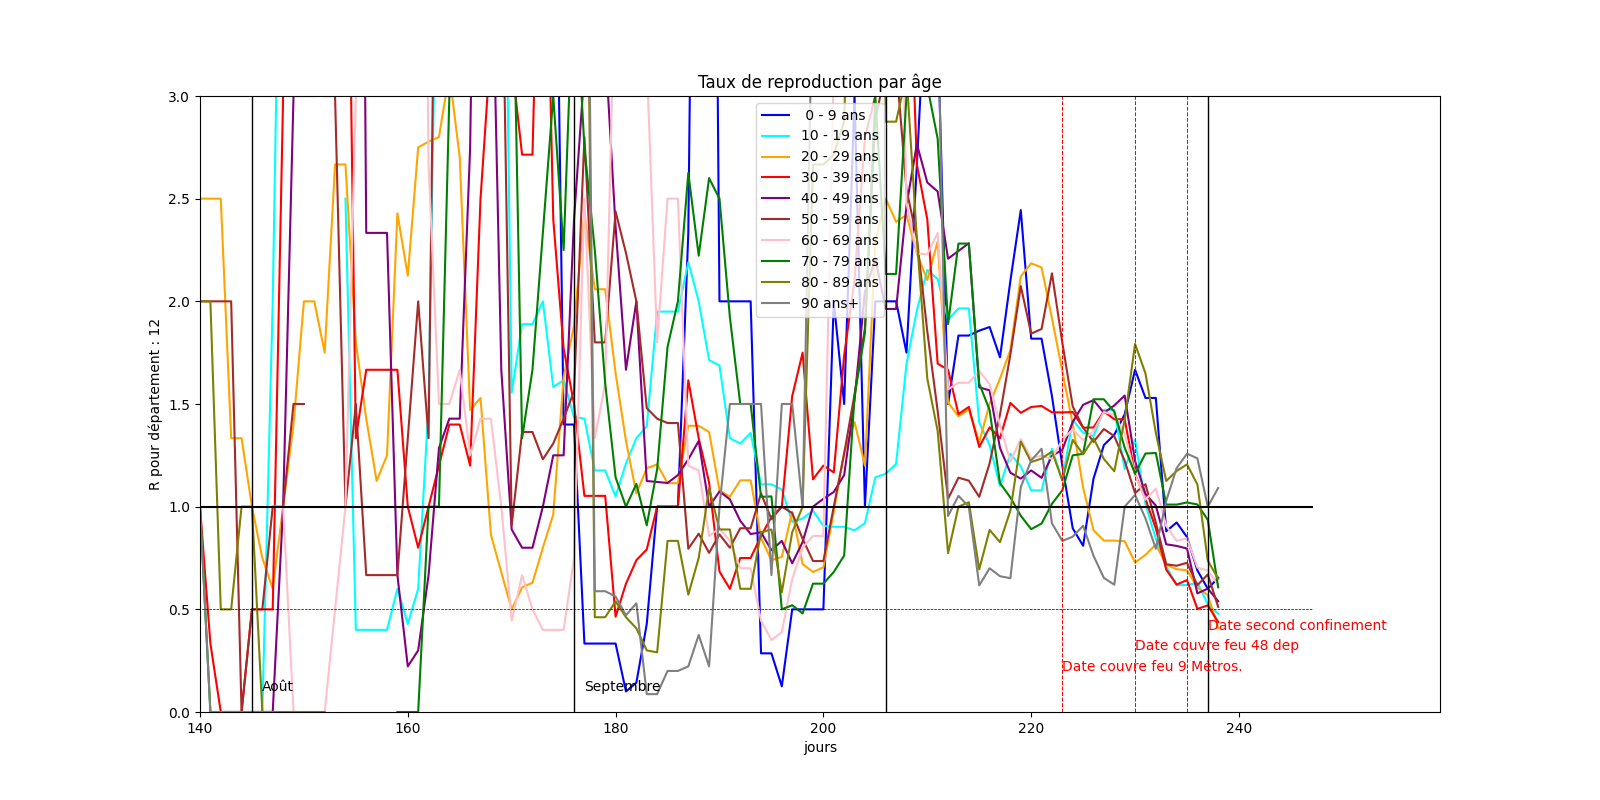 Taux de reproduction par âge
R pour département : 12
3.0
2.5
2.0
1.5
1.0
0.5
0.0
0 - 9 ans
10 - 19 ans
20 - 29 ans
30 - 39 ans
40 - 49 ans
50 - 59 ans
60 - 69 ans
70 - 79 ans
80 - 89 ans
90 ans+
Date second confinement
Date couvre feu 48 dep
Date couvre feu 9 Métros.
Août
Septembre
140
160
180
200
220
240
jours